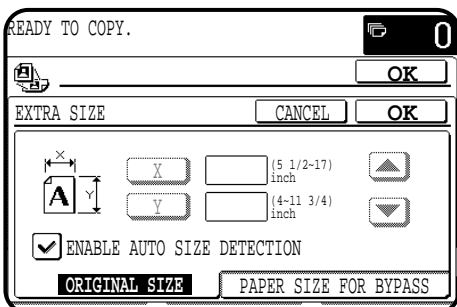 READY TO COPY.
0
OK
EXTRA SIZE
CANCEL
OK
X
X
(5 1/2~17)
inch
A
Y
Y
(4~11 3/4)
inch
ENABLE AUTO SIZE DETECTION
ORIGINAL SIZE
PAPER SIZE FOR BYPASS